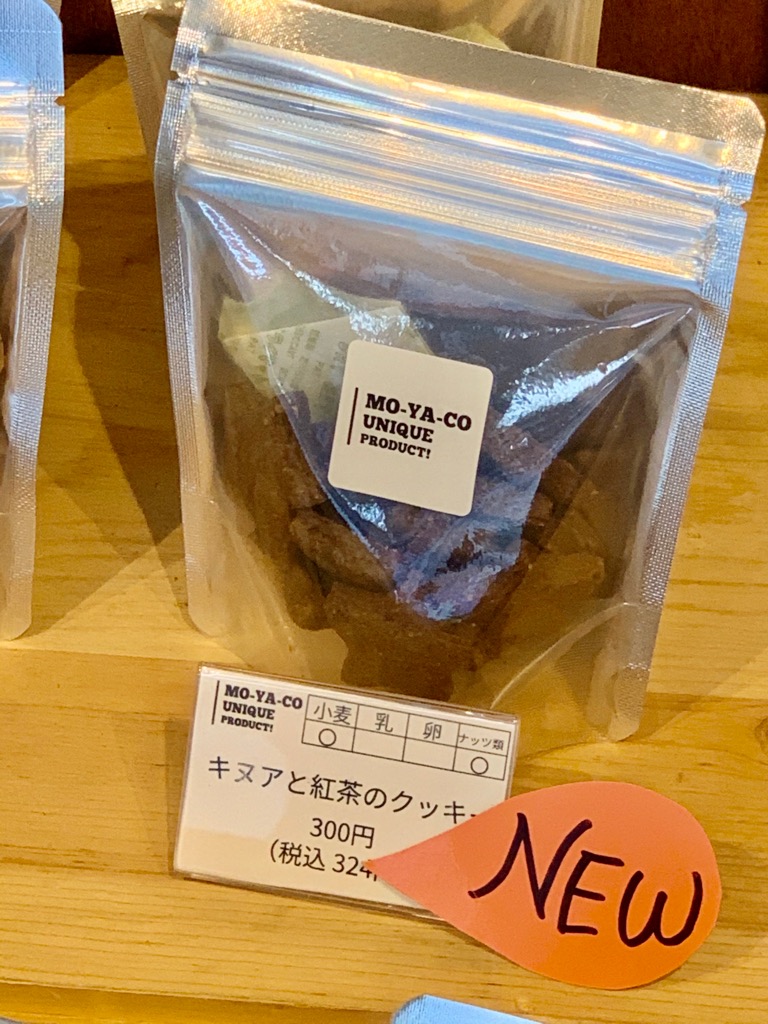 MO-YA-CO
UNIQUE
PRODUCT!
MO-YA-CO
UNIQUE
PRODUCT!
小麦 乳 卵 ナッツ類
○ ○
キヌアと紅茶のクッキー
300円
(税込 324
NEW